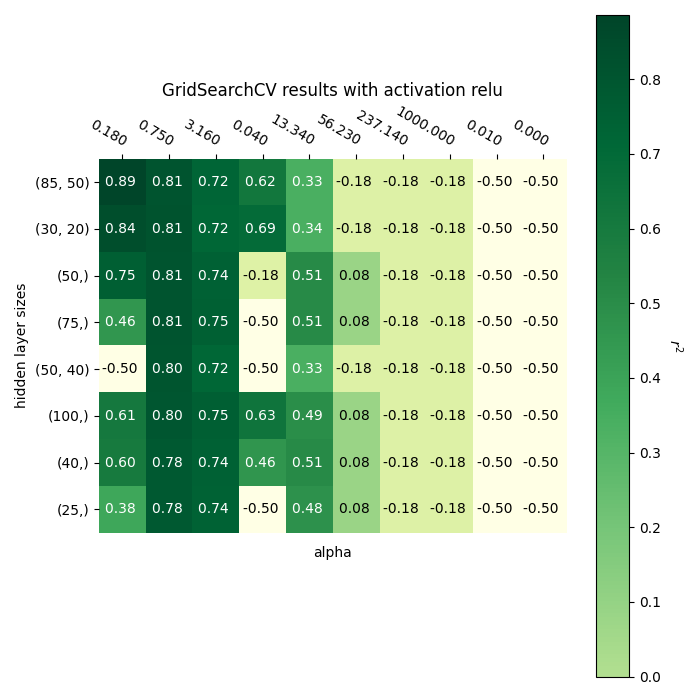 GridSearchCV results with activation relu
0.180 0.750 3.160 0.040 13.340 56.230 237.140 1000.000 0.010 0.000
(85, 50) 0.89 0.81 0.72 0.62 0.33 -0.18 -0.18 -0.18 -0.50 -0.50
(30, 20) 0.84 0.81 0.72 0.69 0.34 -0.18 -0.18 -0.18 -0.50 -0.50
(50,) 0.75 0.81 0.74 -0.18 0.51 0.08 -0.18 -0.18 -0.50 -0.50
(75,) 0.46 0.81 0.75 -0.50 0.51 0.08 -0.18 -0.18 -0.50 -0.50
(50, 40) -0.50 0.80 0.72 -0.50 0.33 -0.18 -0.18 -0.18 -0.50 -0.50
(100,) 0.61 0.80 0.75 0.63 0.49 0.08 -0.18 -0.18 -0.50 -0.50
(40,) 0.60 0.78 0.74 0.46 0.51 0.08 -0.18 -0.18 -0.50 -0.50
(25,) 0.38 0.78 0.74 -0.50 0.48 0.08 -0.18 -0.18 -0.50 -0.50
hidden layer sizes
alpha
0.8
0.7
0.6
0.5
0.4
0.3
0.2
0.1
0.0
r²